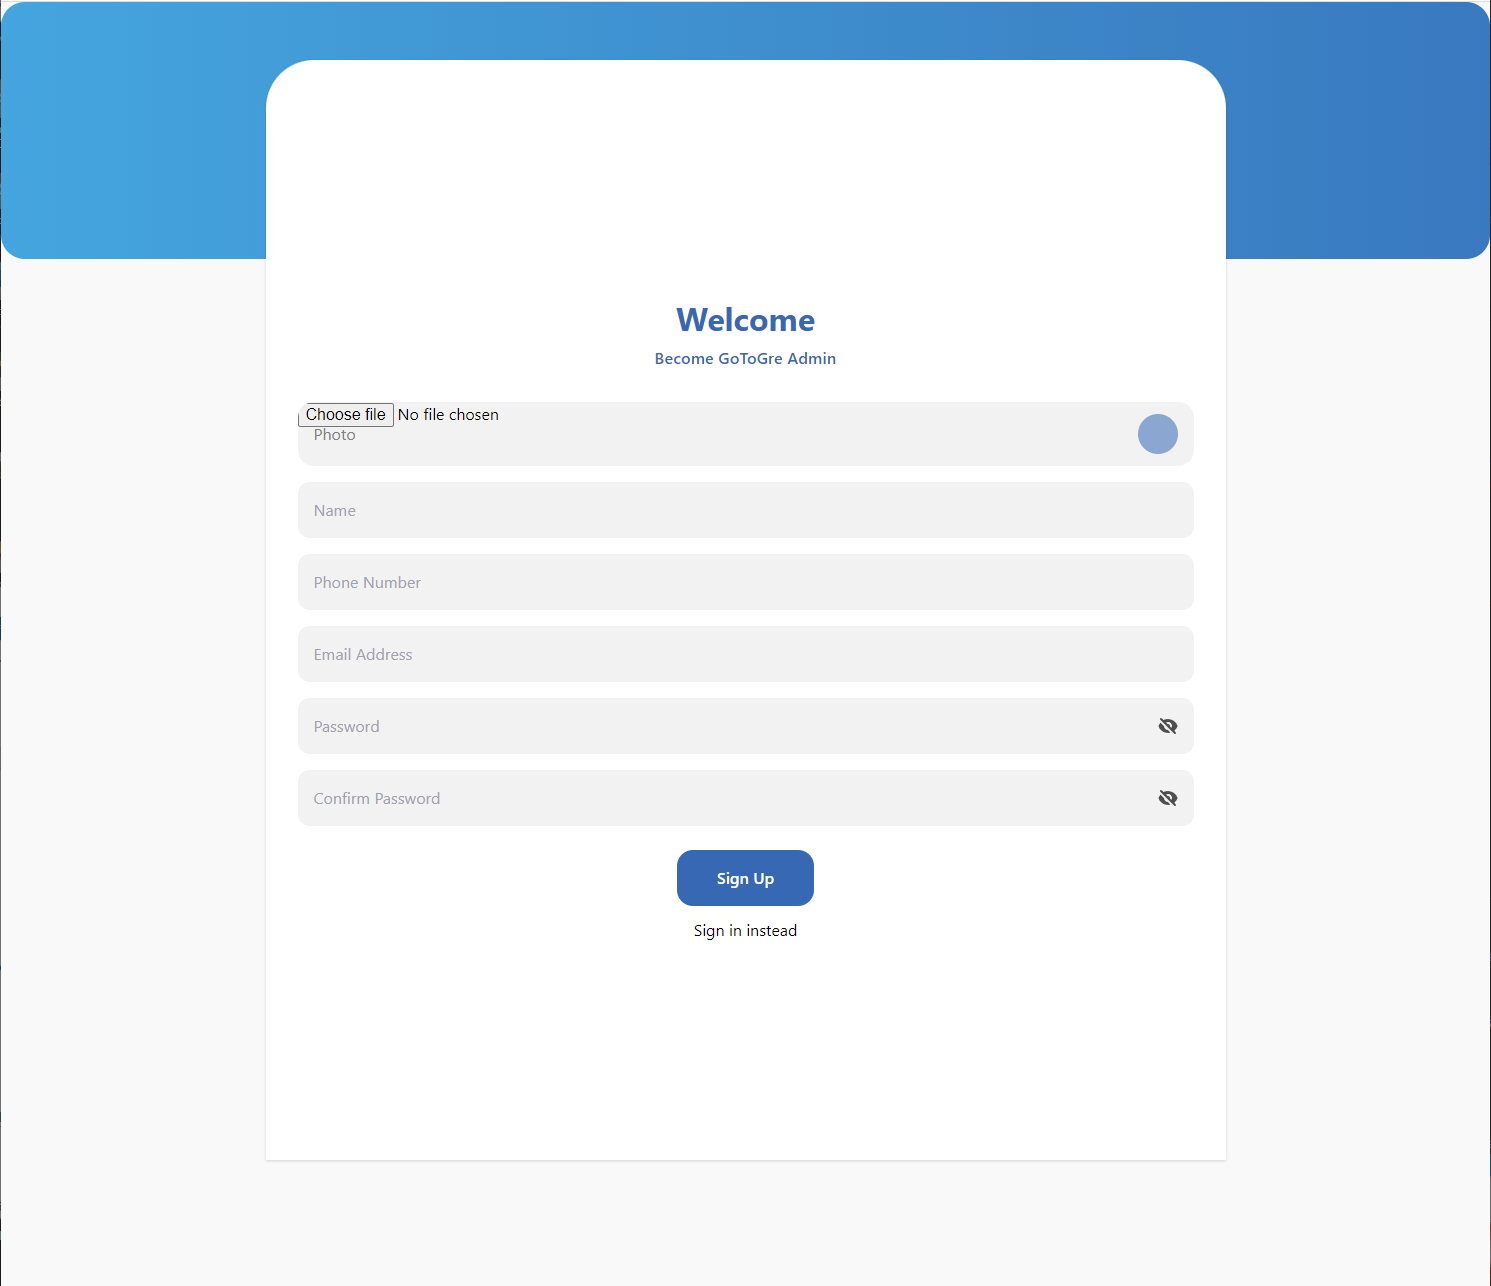 Welcome
Become GoToGre Admin
Choose file No file chosen
Photo
Name
Phone Number
Email Address
Password
Confirm Password
Sign Up
Sign in instead